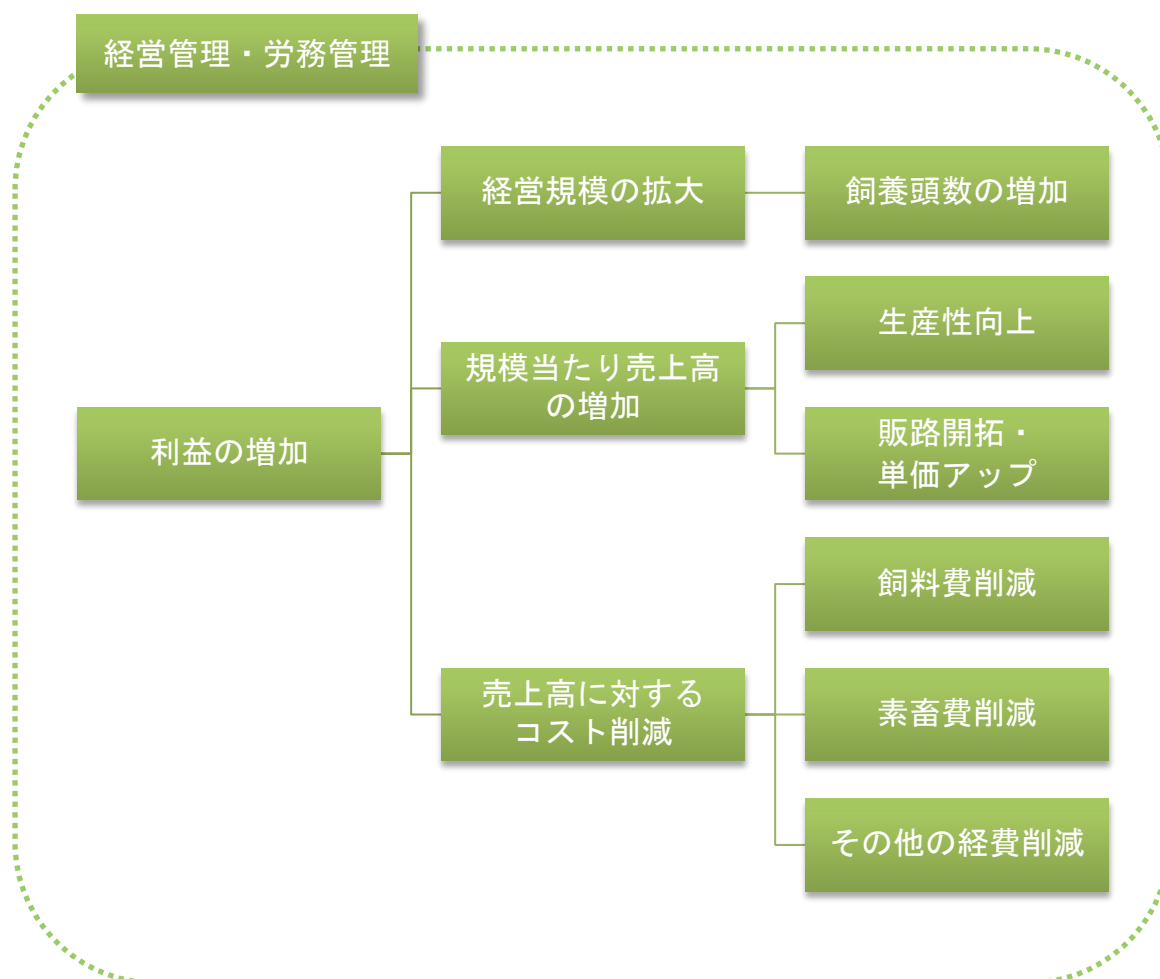 経営管理・労務管理
経営規模の拡大
飼養頭数の増加
生産性向上
規模当たり売上高
の増加
販路開拓・
単価アップ
利益の増加
飼料費削減
売上高に対する
コスト削減
素畜費削減
その他の経費削減